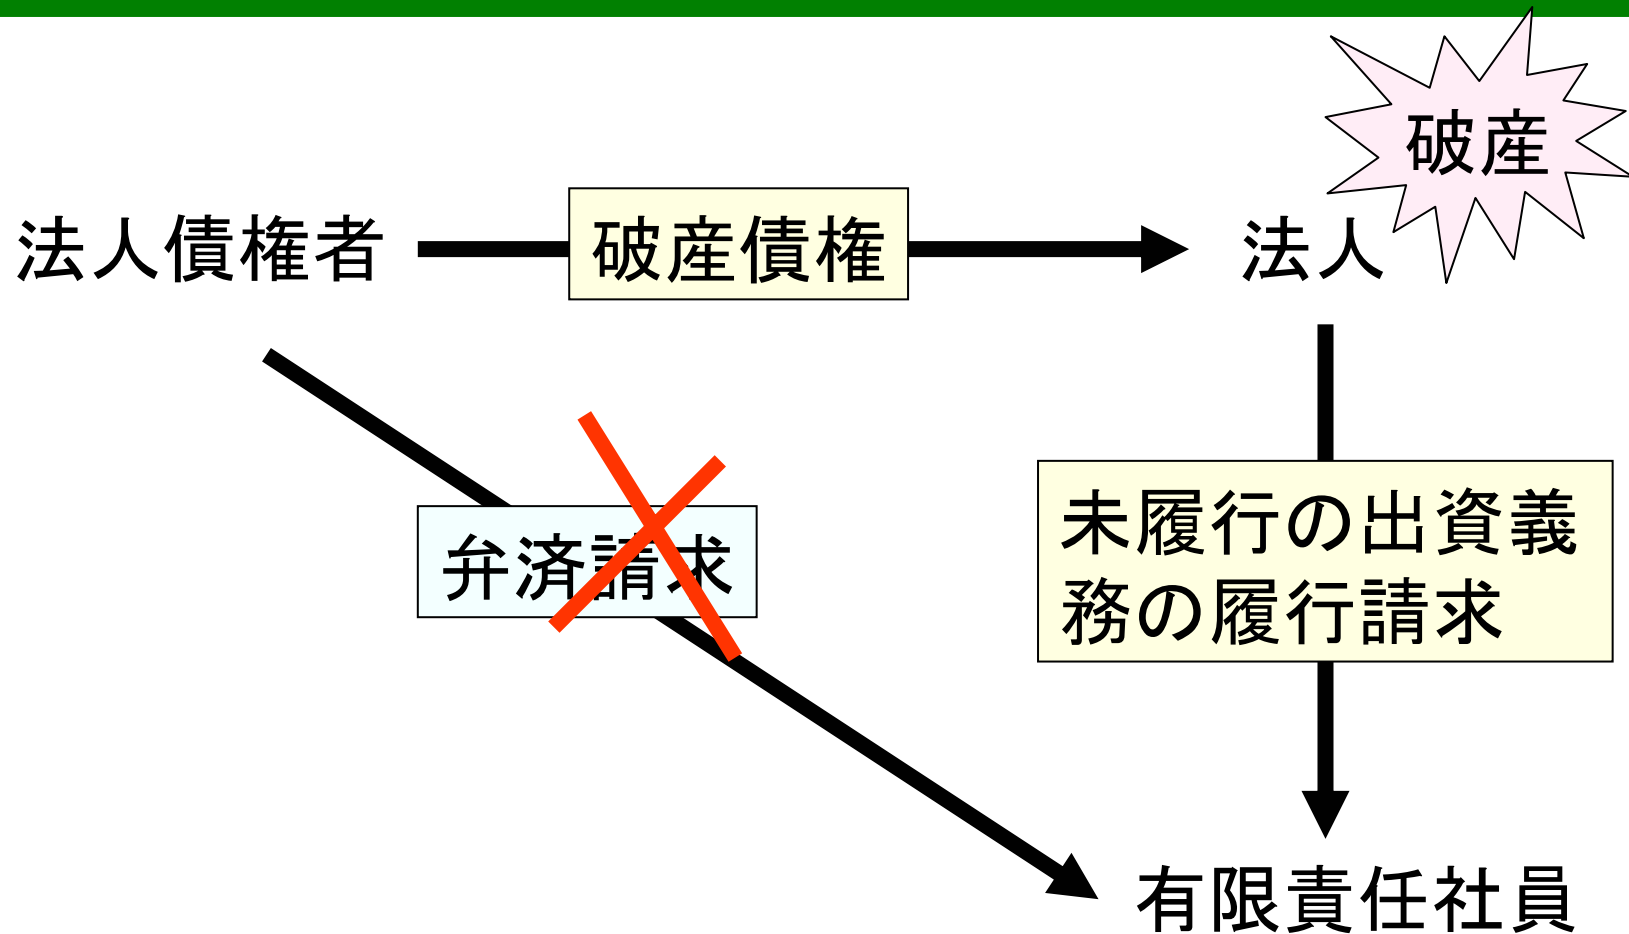 破産
法人債権者
破産債権
法人
弁済請求
未履行の出資義
務の履行請求
有限責任社員